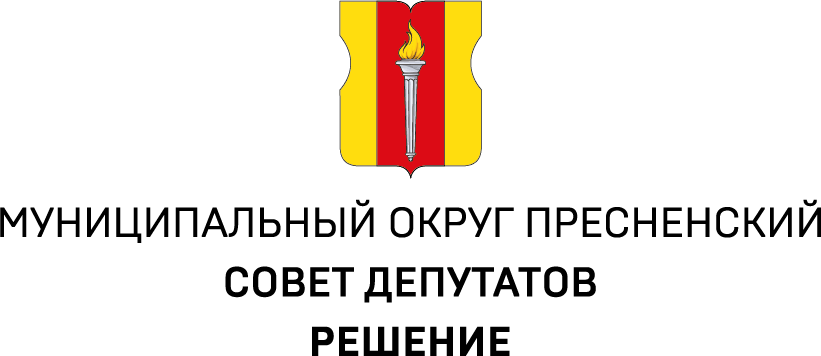 МУНИЦИПАЛЬНЫЙ ОКРУГ ПРЕСНЕНСКИЙ
СОВЕТ ДЕПУТАТОВ
РЕШЕНИЕ